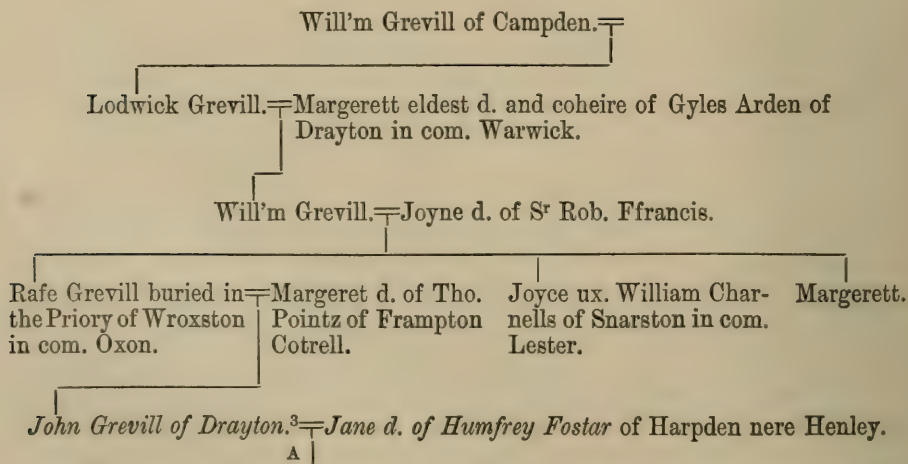 Will'm Grevill of Campden.
Lodwick Grevill. Margerett eldest d. and coheire of Gyles Arden of
Drayton in com. Warwick.
Will'm Grevill. Joyne d. of Sʳ Rob. Ffrancis.
Rafe Grevill buried in
the Priory of Wroxston
in com. Oxon.
Margeret d. of Tho.
Pointz of Frampton
Cotrell.
Joyce ux. William Char-
nells of Snarston in com.
Lester.
Margerett.
John Grevill of Drayton.³ Jane d. of Humfrey Fostar of Harpden nere Henley.
A